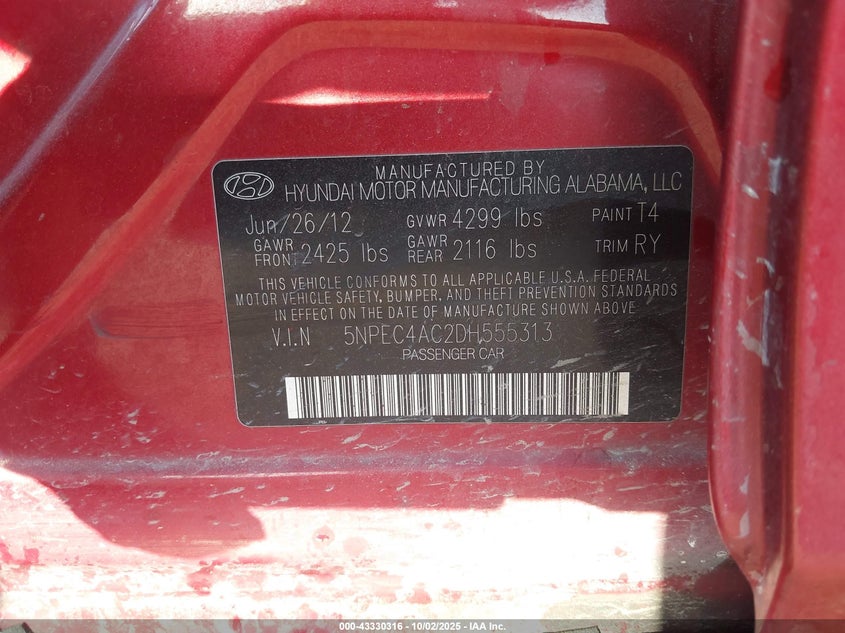 MANUFACTURED BY
HYUNDAI MOTOR MANUFACTURING ALABAMA, LLC
Jun/26/12 GVWR 4299 lbs PAINT T4
GAWR FRONT 2425 lbs GAWR REAR 2116 lbs TRIM RY
THIS VEHICLE CONFORMS TO ALL APPLICABLE U.S.A. FEDERAL
MOTOR VEHICLE SAFETY, BUMPER, AND THEFT PREVENTION STANDARDS
IN EFFECT ON THE DATE OF MANUFACTURE SHOWN ABOVE
V.I.N 5NPEC4AC2DH555313
PASSENGER CAR
000-43330316 - 10/02/2025 - IAA Inc.